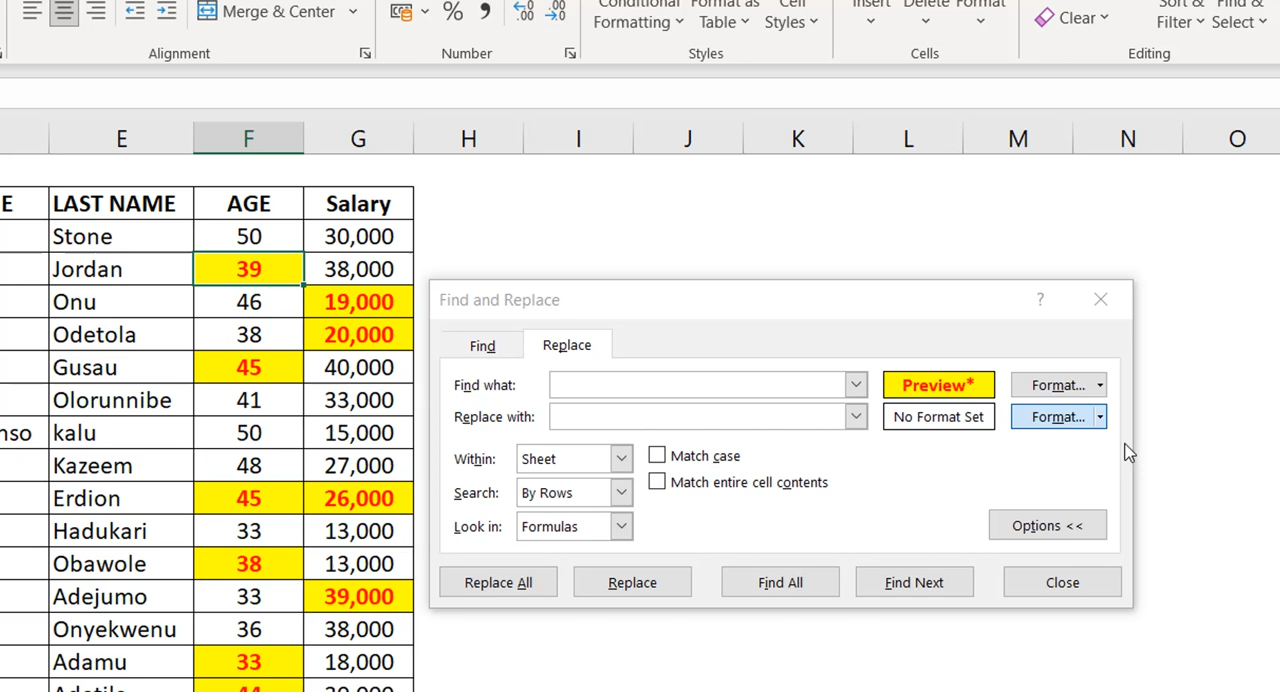 Conditional Format as Cell Insert Delete Format Sort & Find &
Merge & Center % Formatting Table Styles Clear Filter Select
Alignment Number Styles Cells Editing
E F G H I J K L M N O
E LAST NAME AGE Salary
Stone 50 30,000
Jordan 39 38,000
Onu 46 19,000
Odetola 38 20,000
Gusau 45 40,000
Olorunnibe 41 33,000
nso kalu 50 15,000
Kazeem 48 27,000
Erdion 45 26,000
Hadukari 33 13,000
Obawole 38 13,000
Adejumo 33 39,000
Onyekwenu 36 38,000
Adamu 33 18,000
Find and Replace ?
Find Replace
Find what: Preview* Format...
Replace with: No Format Set Format...
Within: Sheet Match case
Search: By Rows Match entire cell contents
Look in: Formulas Options <<
Replace All Replace Find All Find Next Close